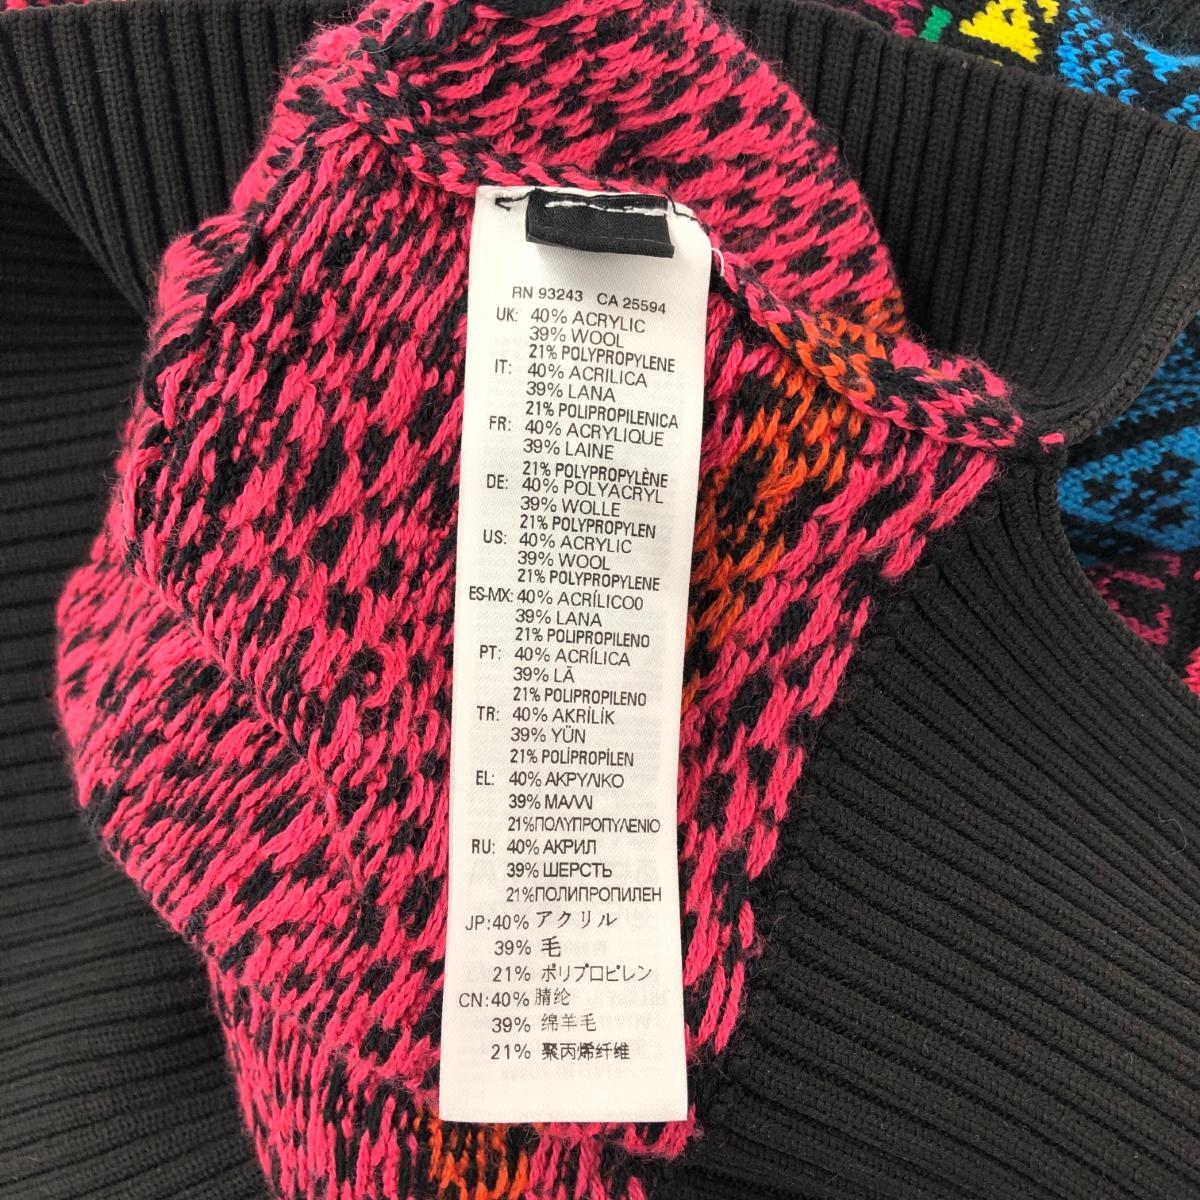 RN 93243 CA 25594
UK: 40% ACRYLIC
39% WOOL
21% POLYPROPYLENE
IT: 40% ACRILICA
39% LANA
21% POLIPROPILENICA
FR: 40% ACRYLIQUE
39% LAINE
21% POLYPROPYLÈNE
DE: 40% POLYACRYL
39% WOLLE
21% POLYPROPYLEN
US: 40% ACRYLIC
39% WOOL
21% POLYPROPYLENE
ES-MX: 40% ACRÍLICO0
39% LANA
21% POLIPROPILENO
PT: 40% ACRÍLICA
39% LÃ
21% POLIPROPILENO
TR: 40% AKRİLİK
39% YÜN
21% POLİPROPİLEN
EL: 40% ΑΚΡΥΛΙΚΟ
39% ΜΑΛΛΙ
21% ΠΟΛΥΠΡΟΠΥΛΕΝΙΟ
RU: 40% АКРИЛ
39% ШЕРСТЬ
21% ПОЛИПРОПИЛЕН
JP: 40% アクリル
39% 毛
21% ポリプロピレン
CN: 40% 腈纶
39% 绵羊毛
21% 聚丙烯纤维